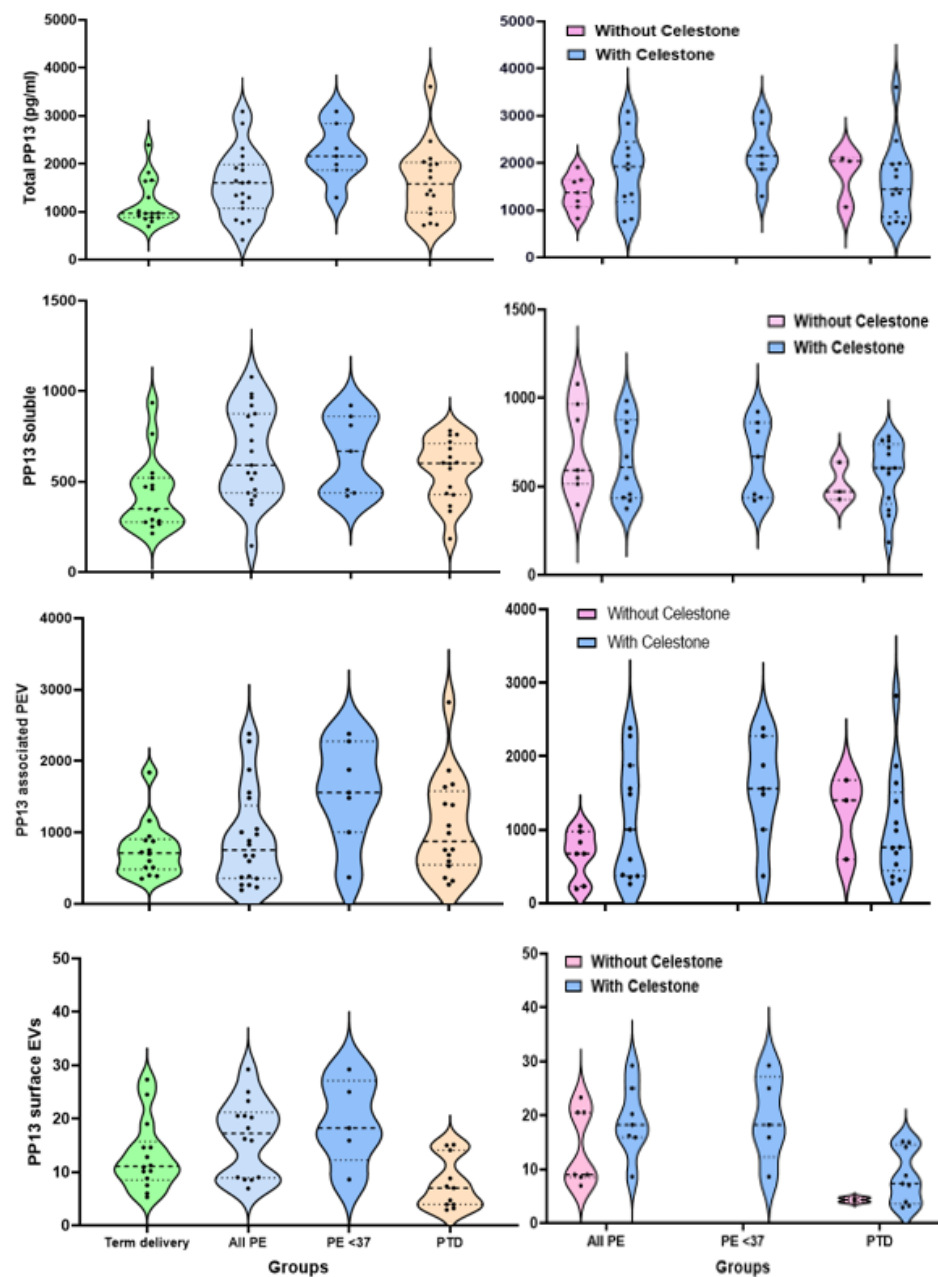 Total PP13 (pg/ml)
5000
4000
3000
2000
1000
0
5000
4000
3000
2000
1000
0
Without Celestone
With Celestone
PP13 Soluble
1500
1000
500
0
1500
1000
500
0
Without Celestone
With Celestone
PP13 associated PEV
4000
3000
2000
1000
0
4000
3000
2000
1000
0
Without Celestone
With Celestone
PP13 surface EVs
50
40
30
20
10
0
Term delivery
All PE
PE <37
PTD
Groups
50
40
30
20
10
0
Without Celestone
With Celestone
All PE
PE <37
PTD
Groups